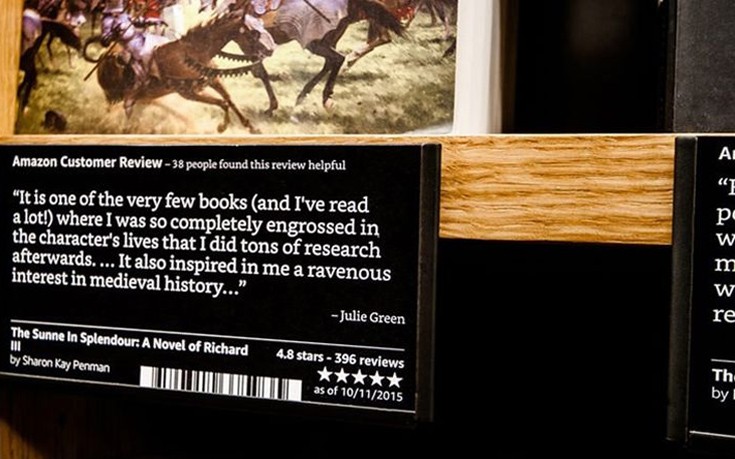 Amazon Customer Review – 38 people found this review helpful
“It is one of the very few books (and I've read
a lot!) where I was so completely engrossed in
the character's lives that I did tons of research
afterwards. ... It also inspired in me a ravenous
interest in medieval history...”
– Julie Green
The Sunne In Splendour: A Novel of Richard
III
by Sharon Kay Penman
4.8 stars - 396 reviews
as of 10/11/2015
“
w
m
w
re
Th
by